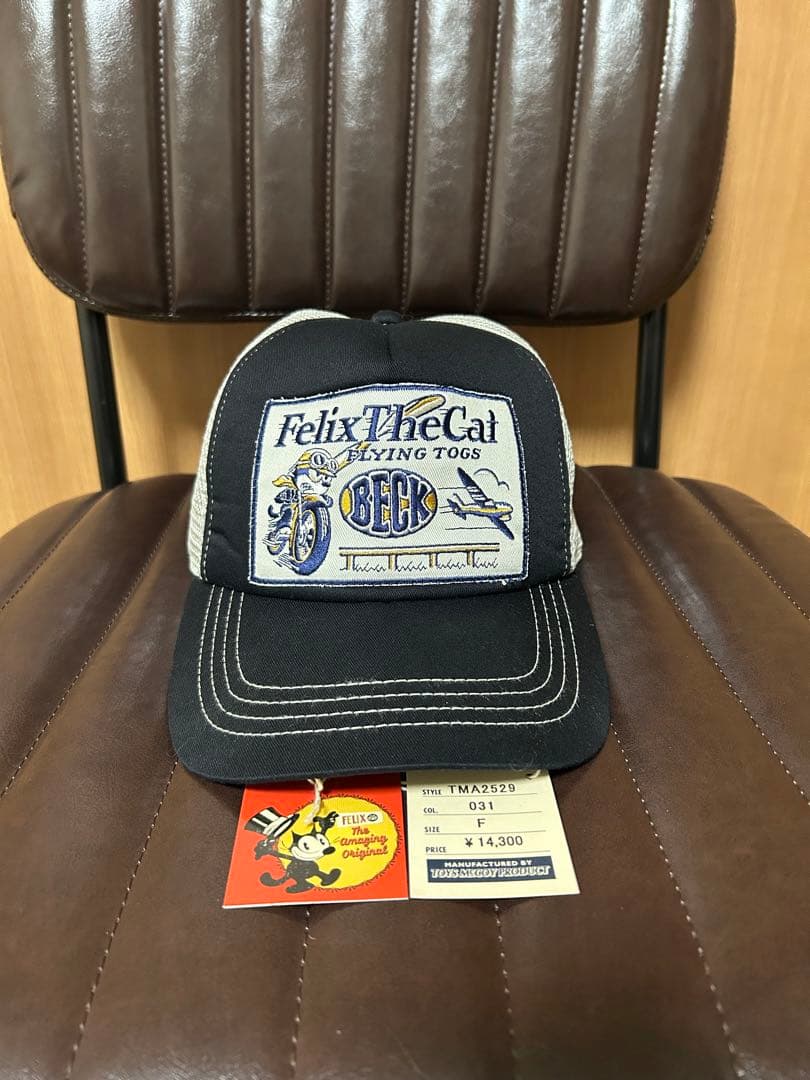 Felix The Cat
FLYING TOGS
BECK
FELIX
The
amazing
Original
STYLE TMA2529
COL. 031
SIZE F
PRICE ¥14,300
MANUFACTURED BY
TOYS McCOY PRODUCT